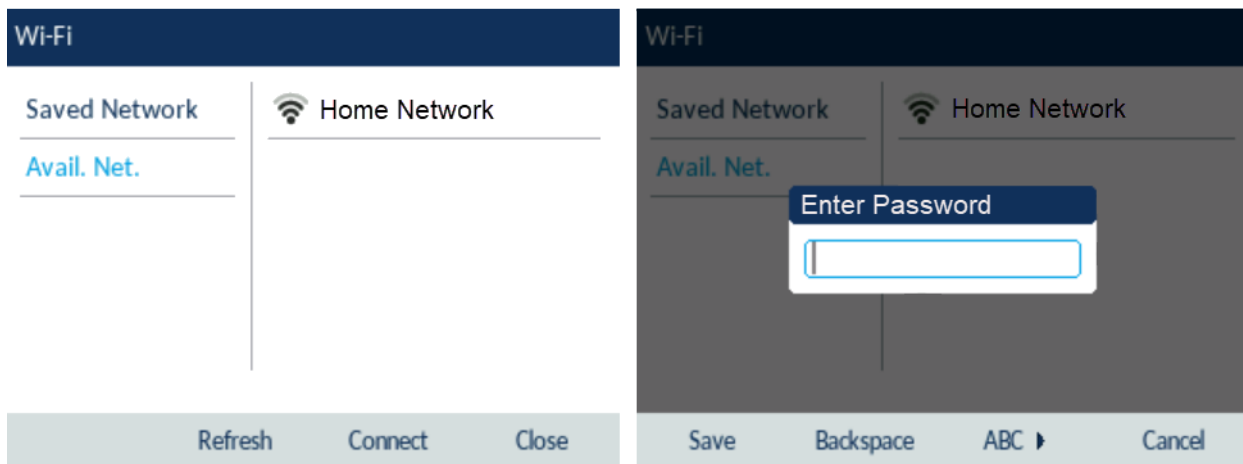 Wi-Fi
Saved Network
Home Network
Avail. Net.
Refresh Connect Close
Wi-Fi
Saved Network
Home Network
Avail. Net.
Enter Password
Save Backspace ABC Cancel